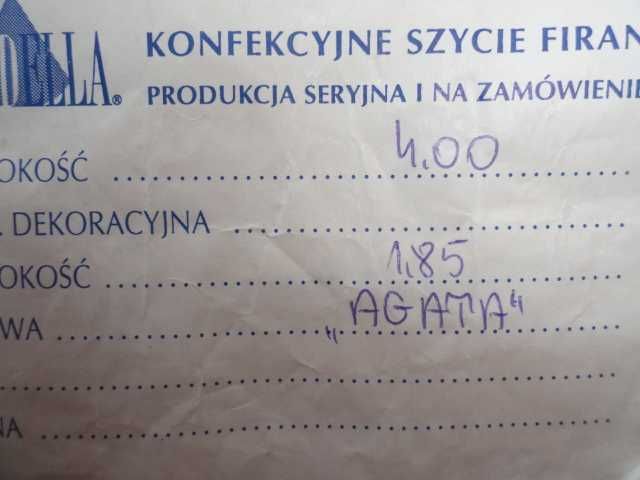 DELLA® KONFEKCYJNE SZYCIE FIRAN
PRODUKCJA SERYJNA I NA ZAMÓWIENIE
OKOŚĆ .......... 4.00
. DEKORACYJNA ..........
OKOŚĆ .......... 1,85
WA .......... „AGATA"
..........
NA ..........